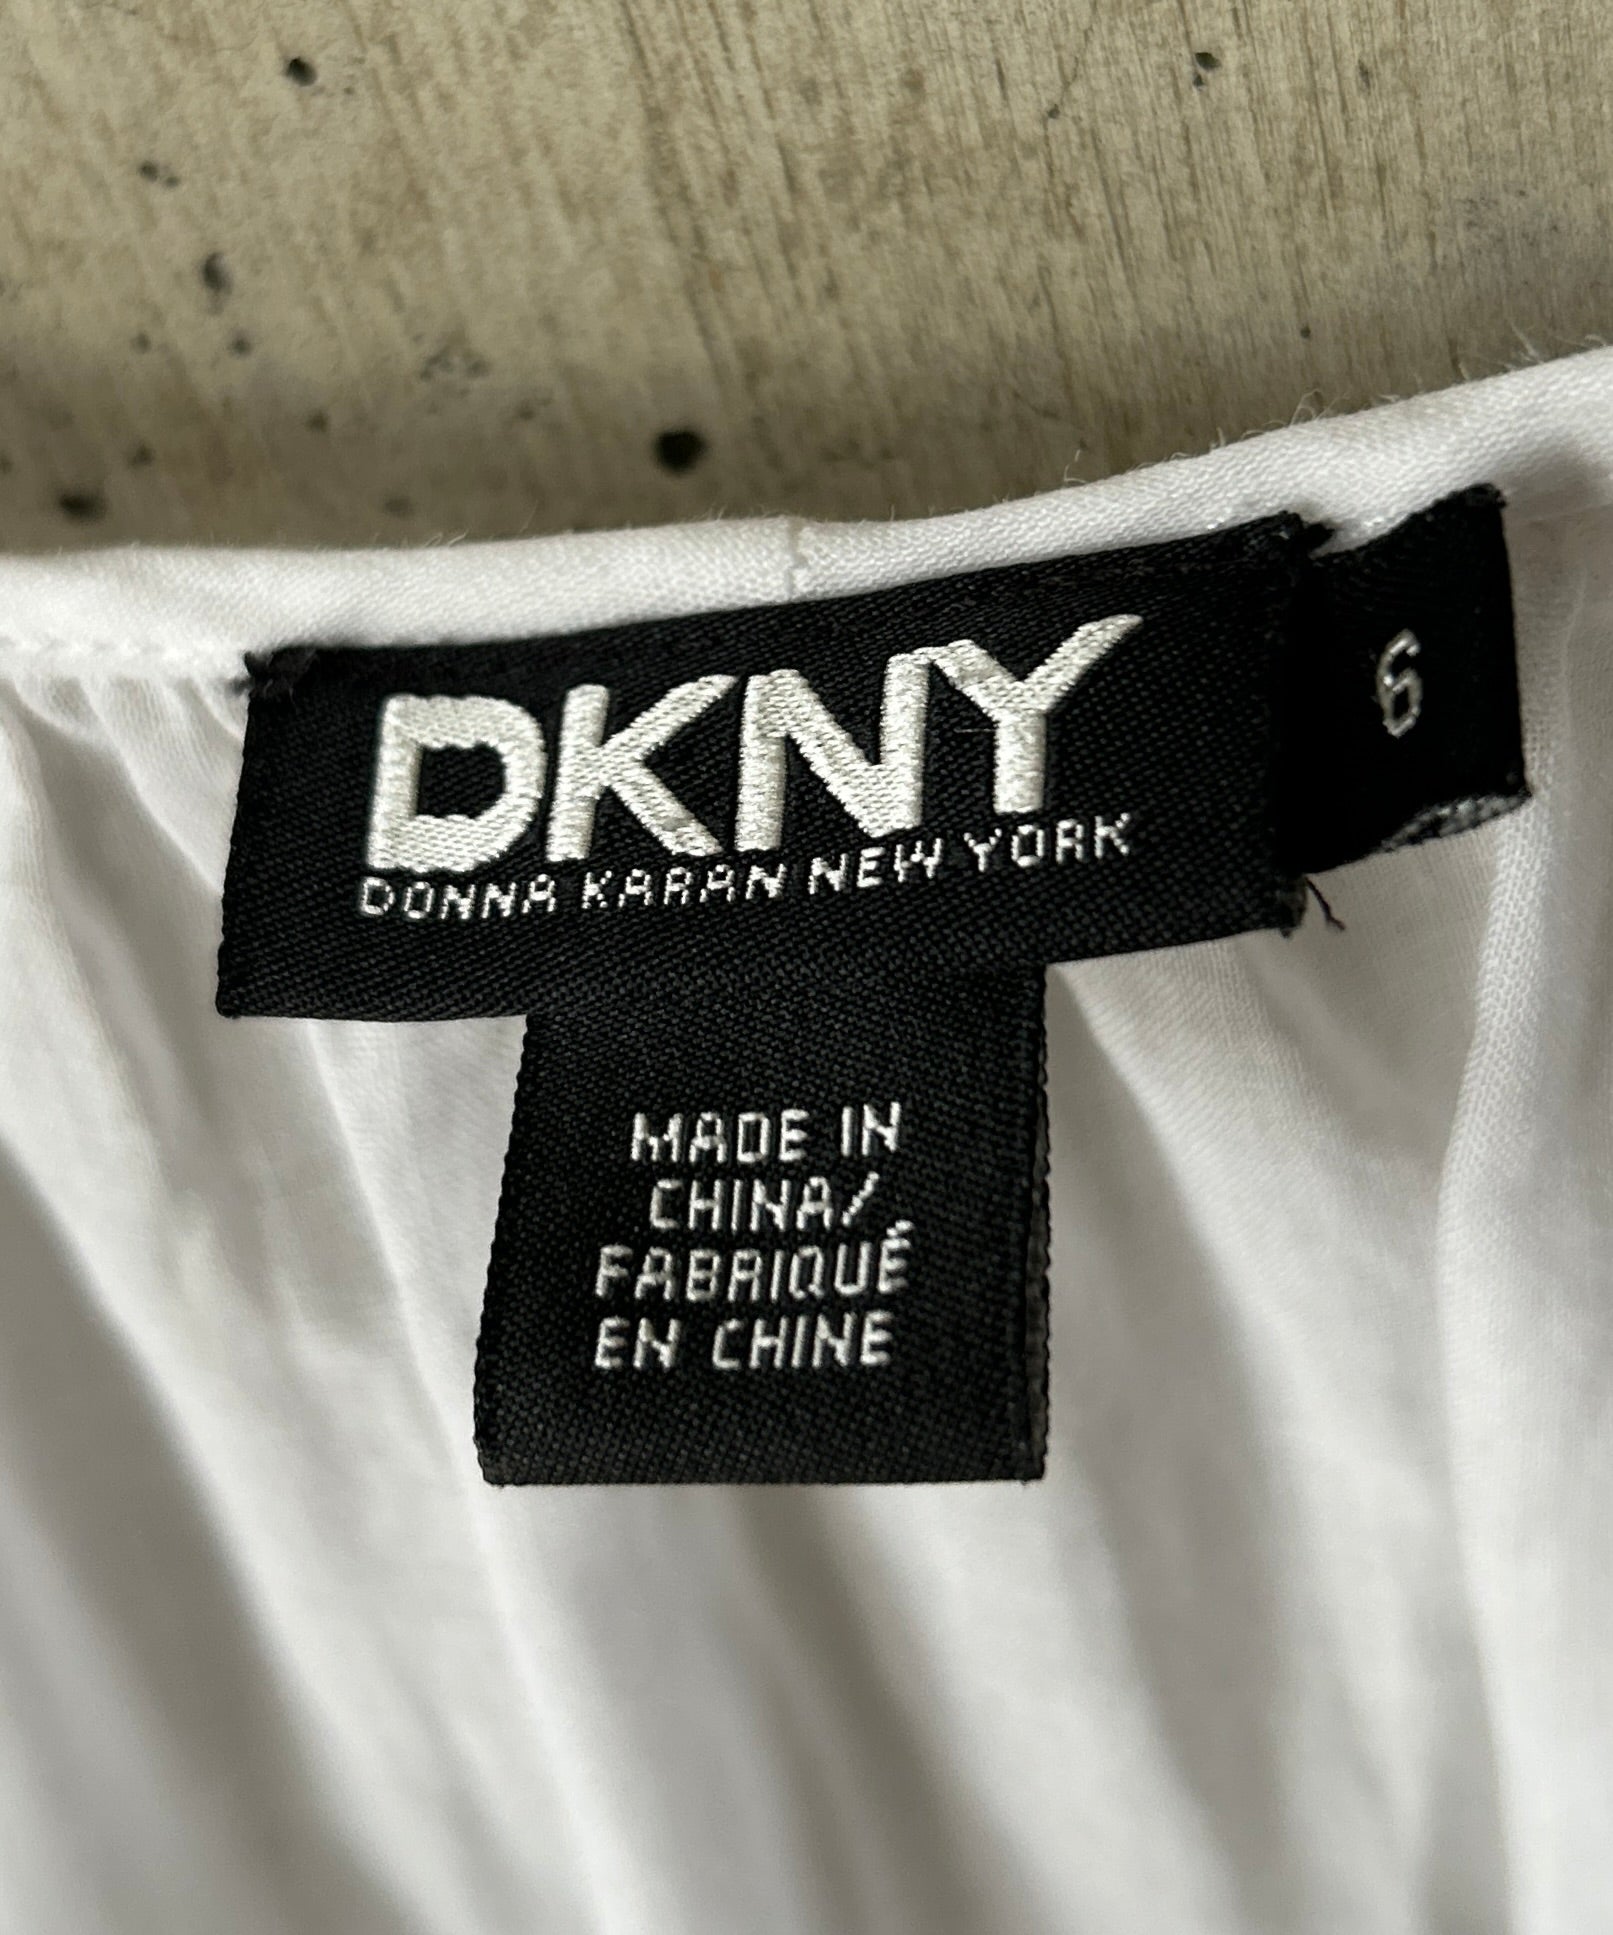 DKNY
DONNA KARAN NEW YORK
6
MADE IN
CHINA/
FABRIQUÉ
EN CHINE